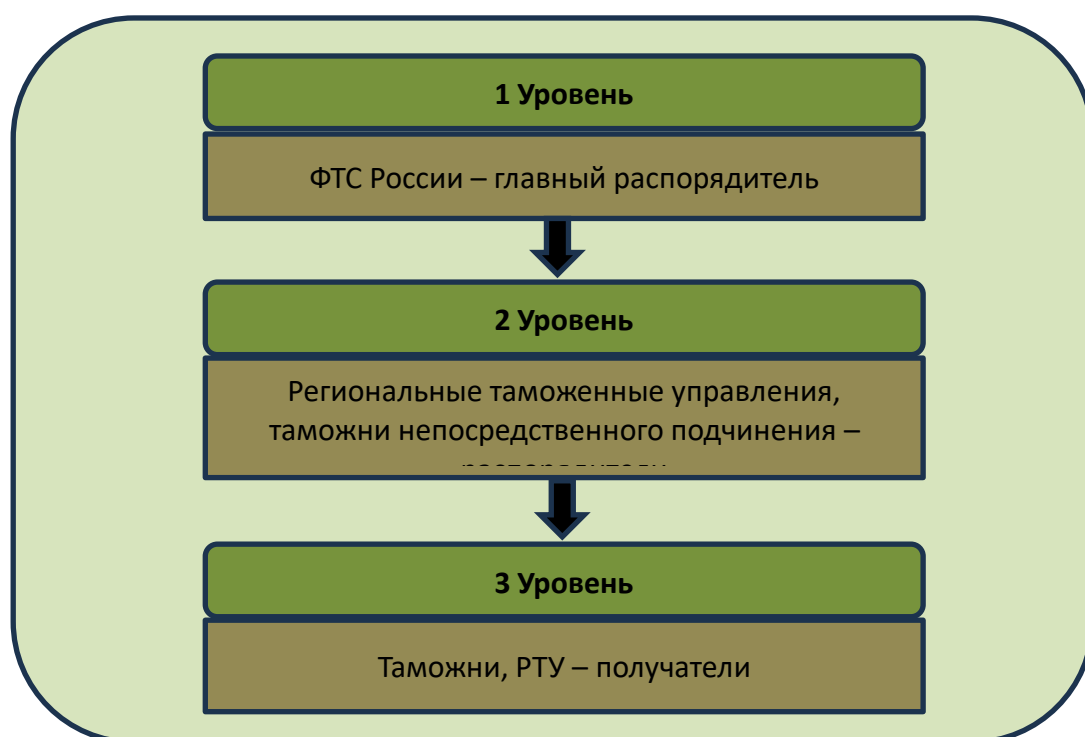 1 Уровень
ФТС России – главный распорядитель
2 Уровень
Региональные таможенные управления,
таможни непосредственного подчинения –
3 Уровень
Таможни, РТУ – получатели